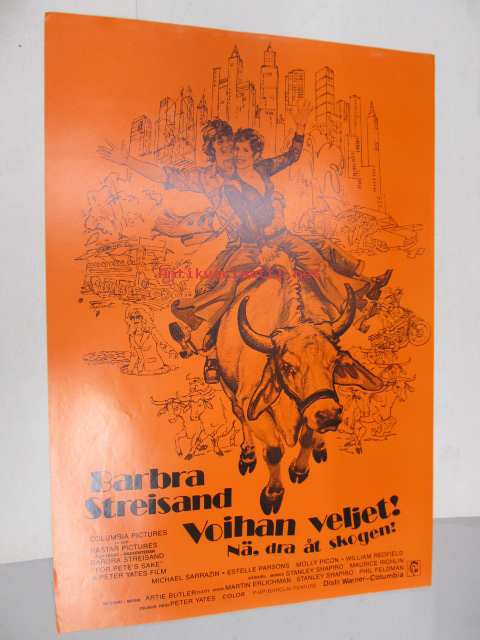 Barbra
Streisand
Voihan veljet!
Nä, dra åt skogen!
COLUMBIA PICTURES
RASTAR PICTURES
BARBRA STREISAND
"FOR PETE'S SAKE"
A PETER YATES FILM
MICHAEL SARRAZIN • ESTELLE PARSONS MOLLY PICON • WILLIAM REDFIELD
ARTIE BUTLER MARTIN ERLICHMAN STANLEY SHAPIRO MAURICE RICHLIN
STANLEY SHAPIRO PHIL FELDMAN
PETER YATES COLOR Distr. Warner-Columbia